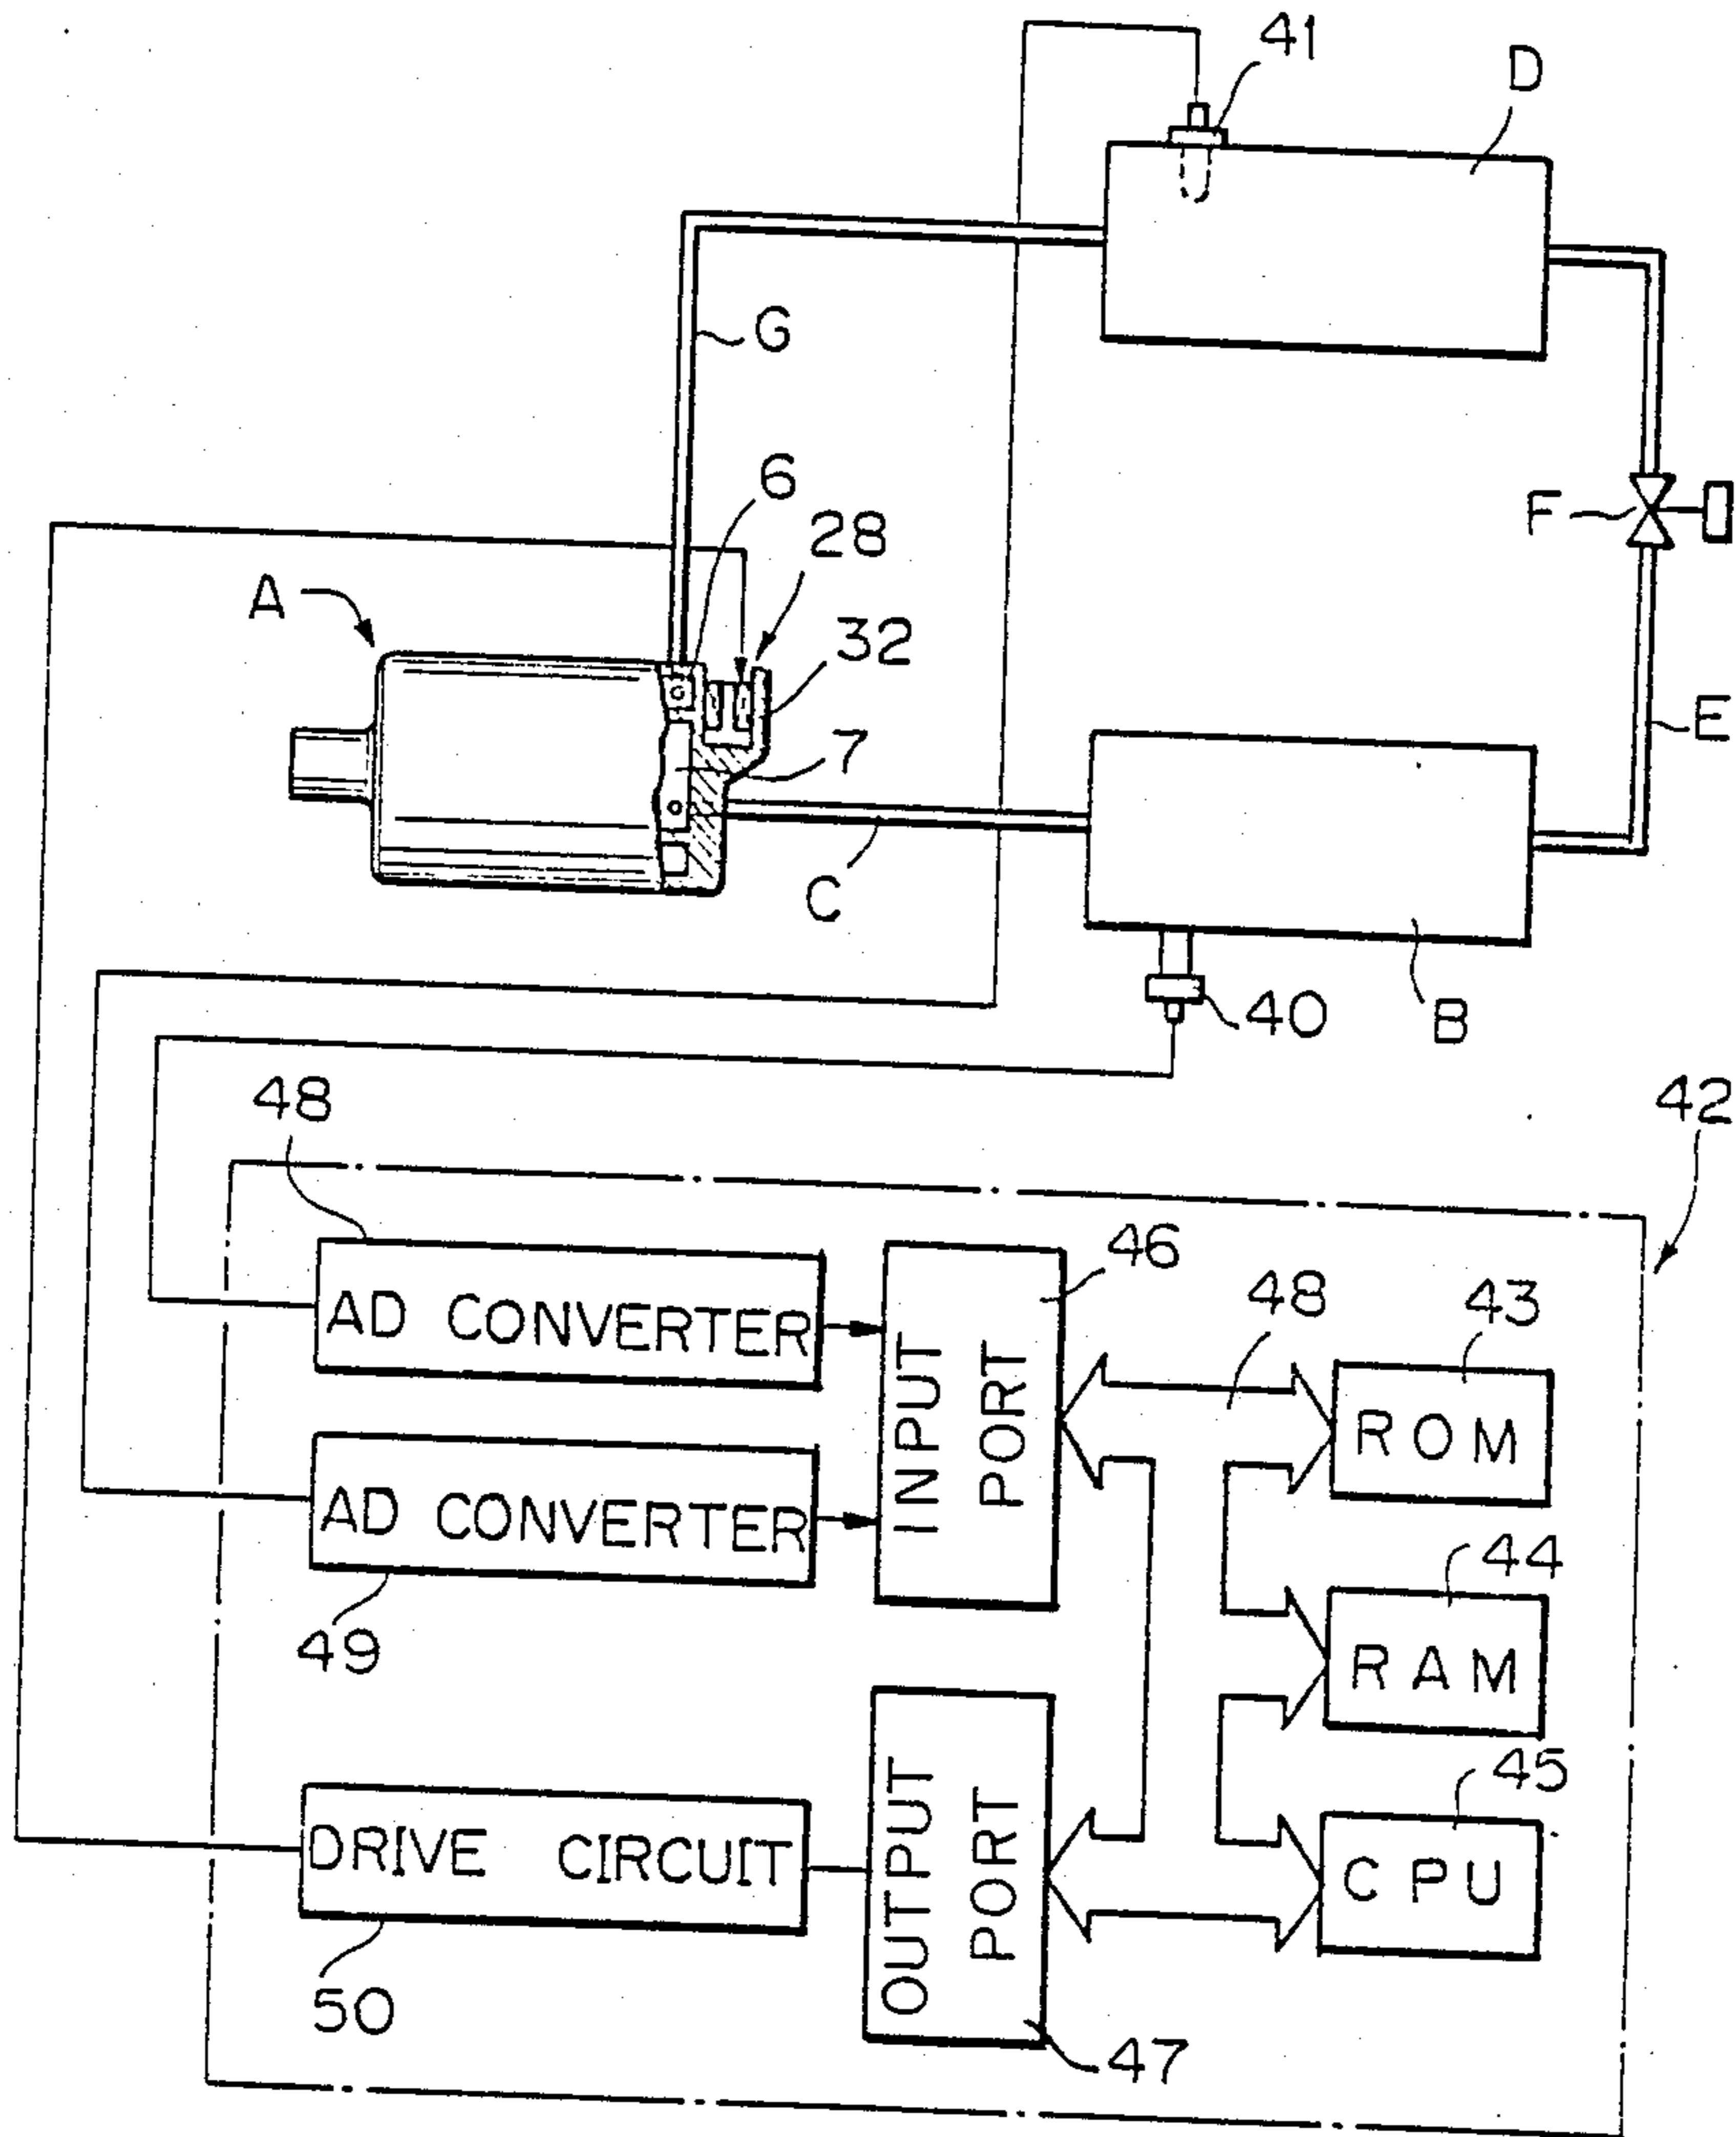 41
D
G
6
F
28
A
32
E
7
C
40
B
42
48
46
48
43
AD CONVERTER
INPUT PORT
ROM
AD CONVERTER
44
49
RAM
45
DRIVE CIRCUIT
OUTPUT PORT
CPU
50
47